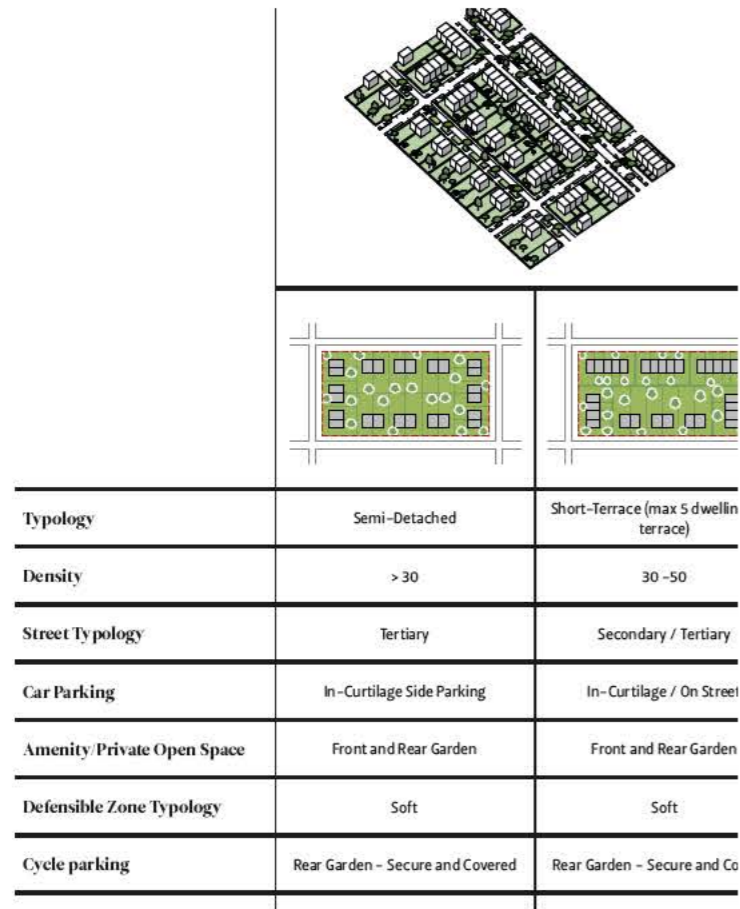 Typology
Semi-Detached
Short-Terrace (max 5 dwellin
terrace)
Density
> 30
30 -50
Street Typology
Tertiary
Secondary / Tertiary
Car Parking
In-Curtilage Side Parking
In-Curtilage / On Street
Amenity/Private Open Space
Front and Rear Garden
Front and Rear Garden
Defensible Zone Typology
Soft
Soft
Cycle parking
Rear Garden - Secure and Covered
Rear Garden - Secure and Co